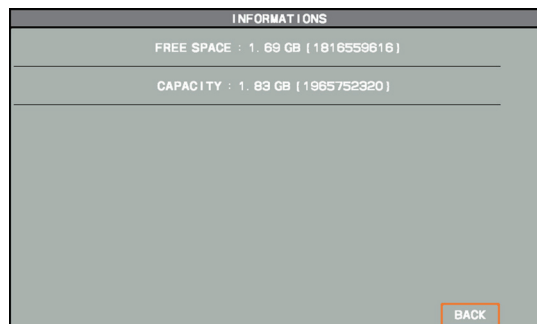 INFORMATIONS
FREE SPACE : 1. 69 GB [1816559616]
CAPACITY : 1. 83 GB [1965752320]
BACK